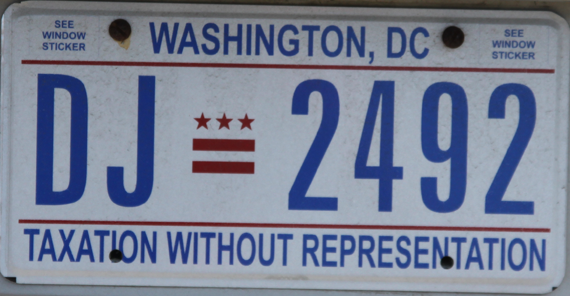 SEE
WINDOW
STICKER
WASHINGTON, DC
SEE
WINDOW
STICKER
DJ 2492
TAXATION WITHOUT REPRESENTATION